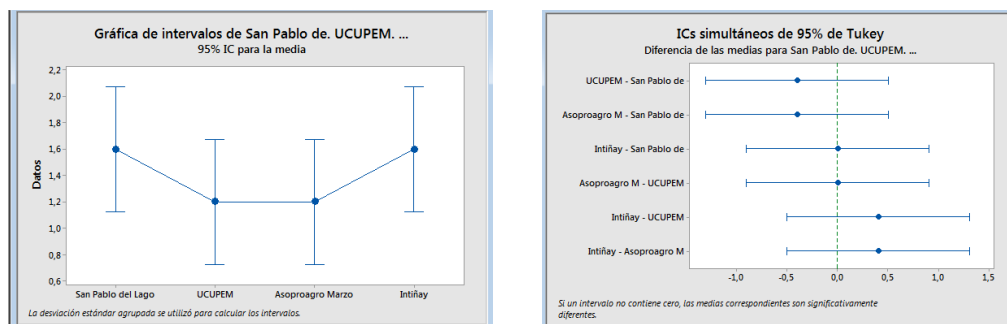 Gráfica de intervalos de San Pablo de. UCUPEM. ...
95% IC para la media
Datos
2,2
2,0
1,8
1,6
1,4
1,2
1,0
0,8
0,6
San Pablo del Lago UCUPEM Asoproagro Marzo Intiñay
La desviación estándar agrupada se utilizó para calcular los intervalos.
ICs simultáneos de 95% de Tukey
Diferencia de las medias para San Pablo de. UCUPEM. ...
UCUPEM - San Pablo de
Asoproagro M - San Pablo de
Intiñay - San Pablo de
Asoproagro M - UCUPEM
Intiñay - UCUPEM
Intiñay - Asoproagro M
-1,0 -0,5 0,0 0,5 1,0 1,5
Si un intervalo no contiene cero, las medias correspondientes son significativamente
diferentes.